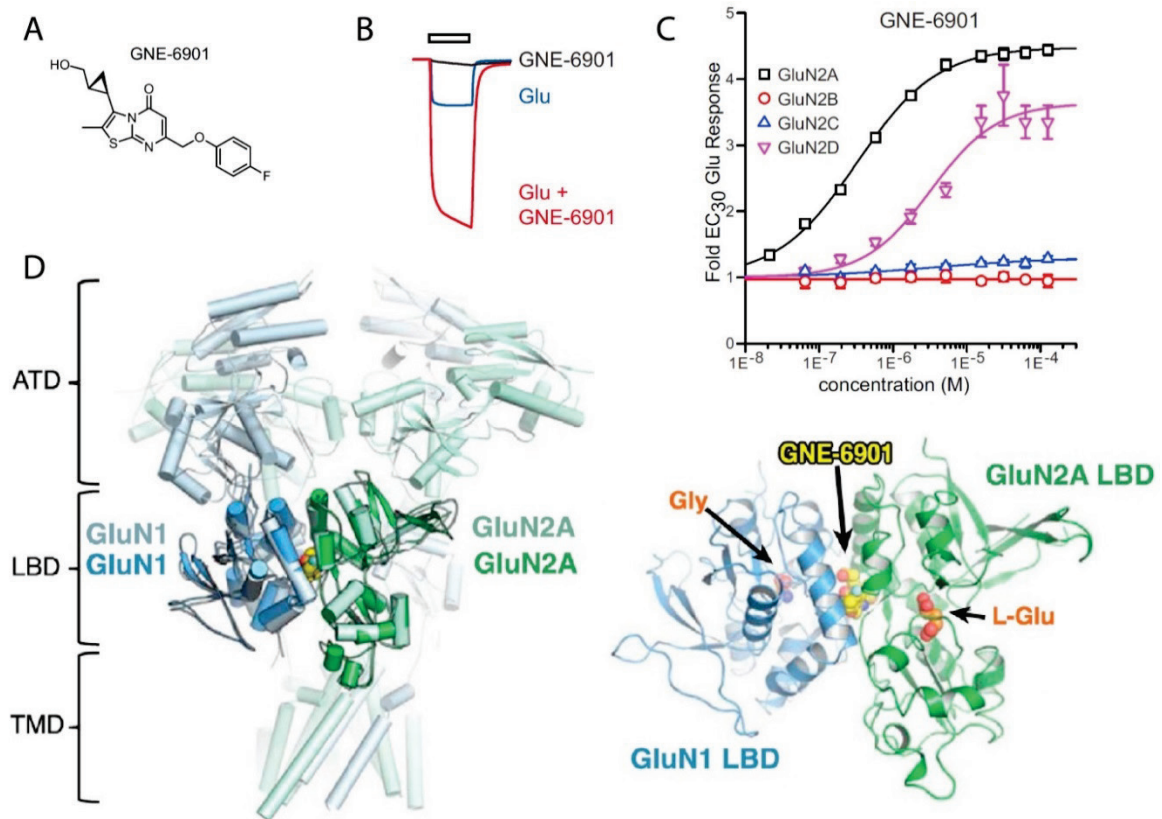 A
GNE-6901
HO
O
N
S
N
O
F
B
GNE-6901
Glu
Glu +
GNE-6901
C
GNE-6901
GluN2A
GluN2B
GluN2C
GluN2D
Fold EC30 Glu Response
5
4
3
2
1
0
1E-8
1E-7
1E-6
1E-5
1E-4
concentration (M)
D
ATD
LBD
TMD
GluN1
GluN1
GluN2A
GluN2A
GNE-6901
Gly
GluN2A LBD
L-Glu
GluN1 LBD